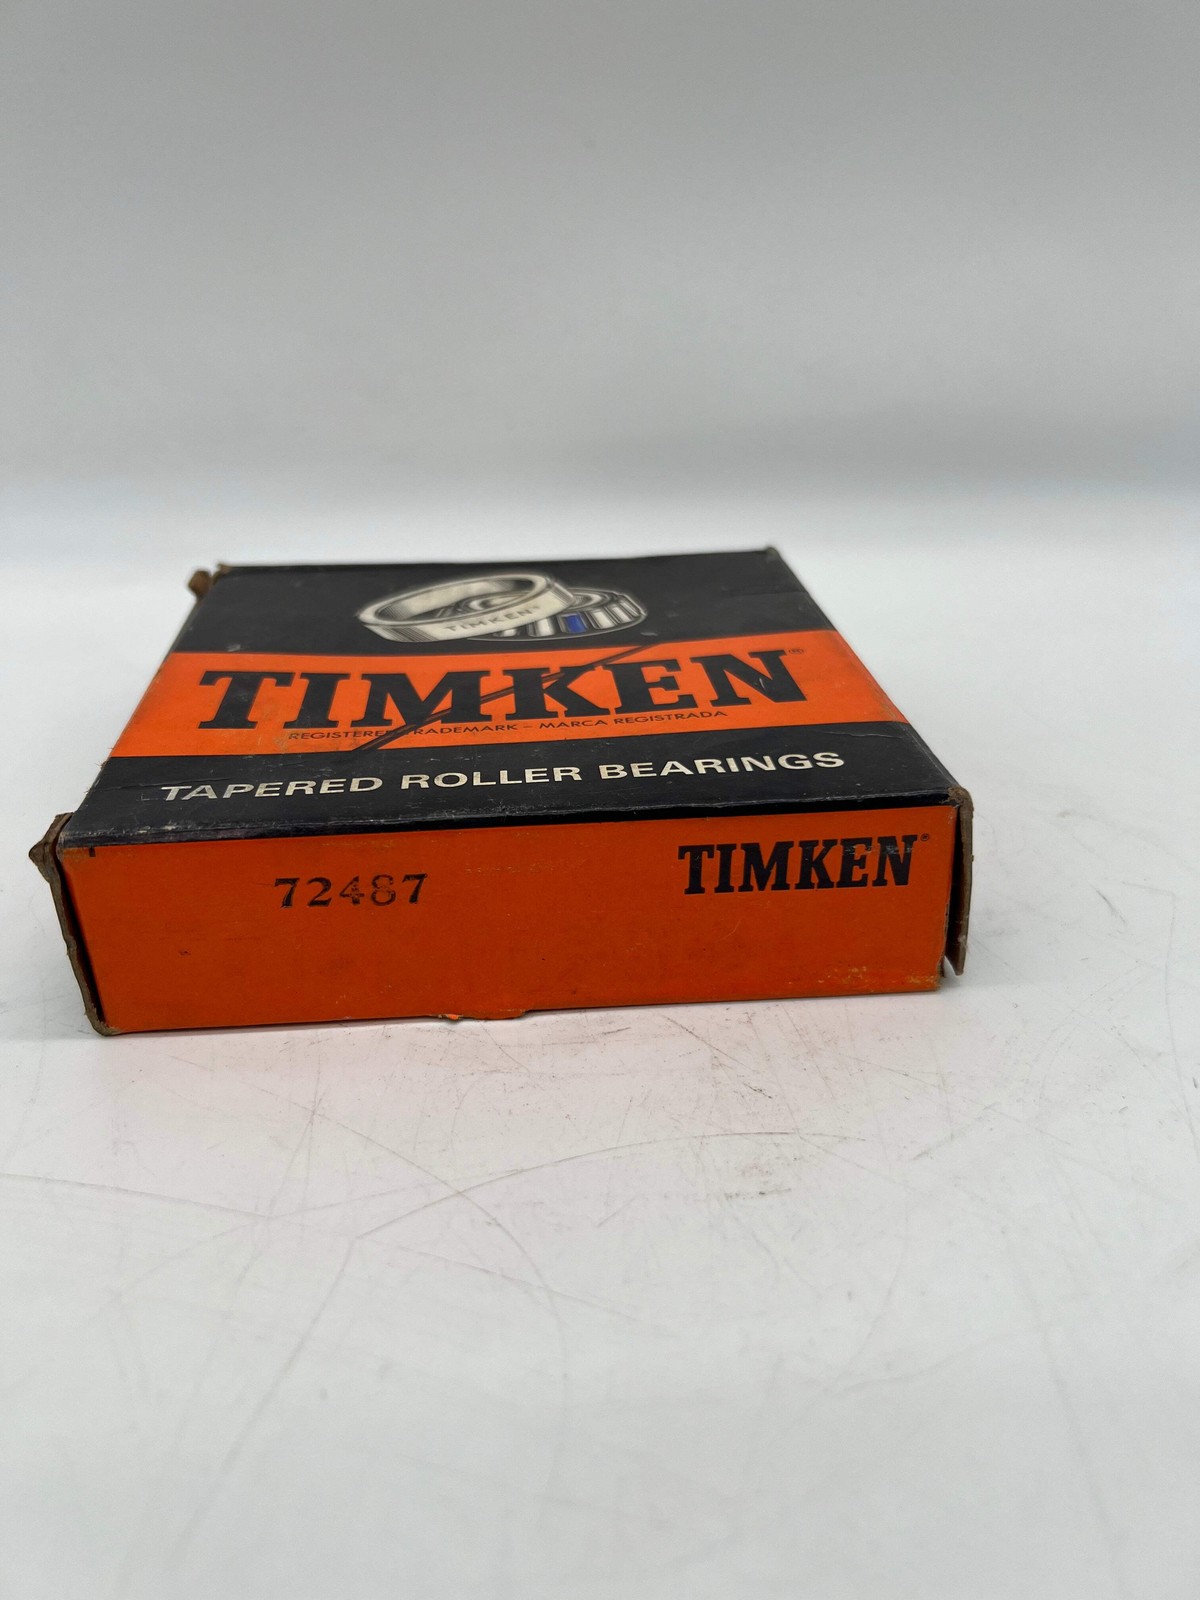 TIMKEN®
TIMKEN®
REGISTERED TRADEMARK - MARCA REGISTRADA
TAPERED ROLLER BEARINGS
72487
TIMKEN®